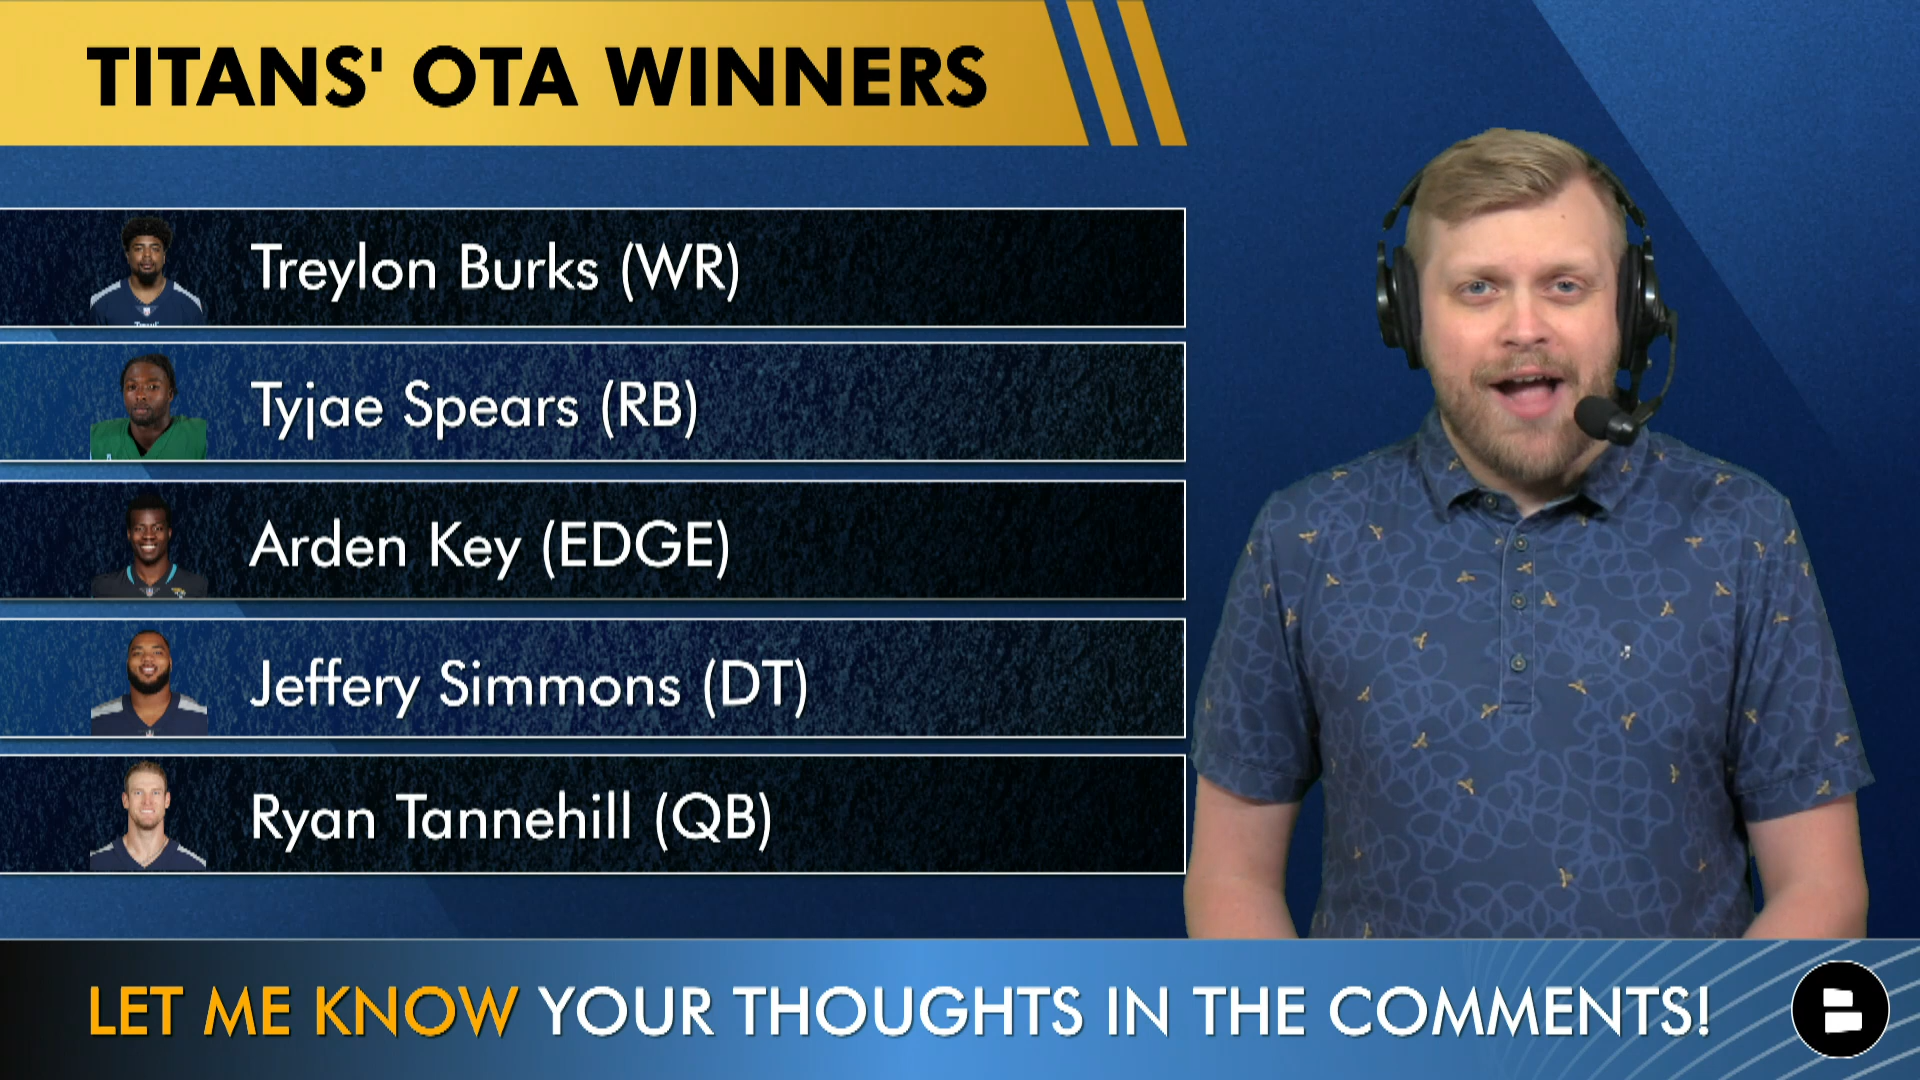 TITANS' OTA WINNERS
Treylon Burks (WR)
Tyjae Spears (RB)
Arden Key (EDGE)
Jeffery Simmons (DT)
Ryan Tannehill (QB)
LET ME KNOW YOUR THOUGHTS IN THE COMMENTS!